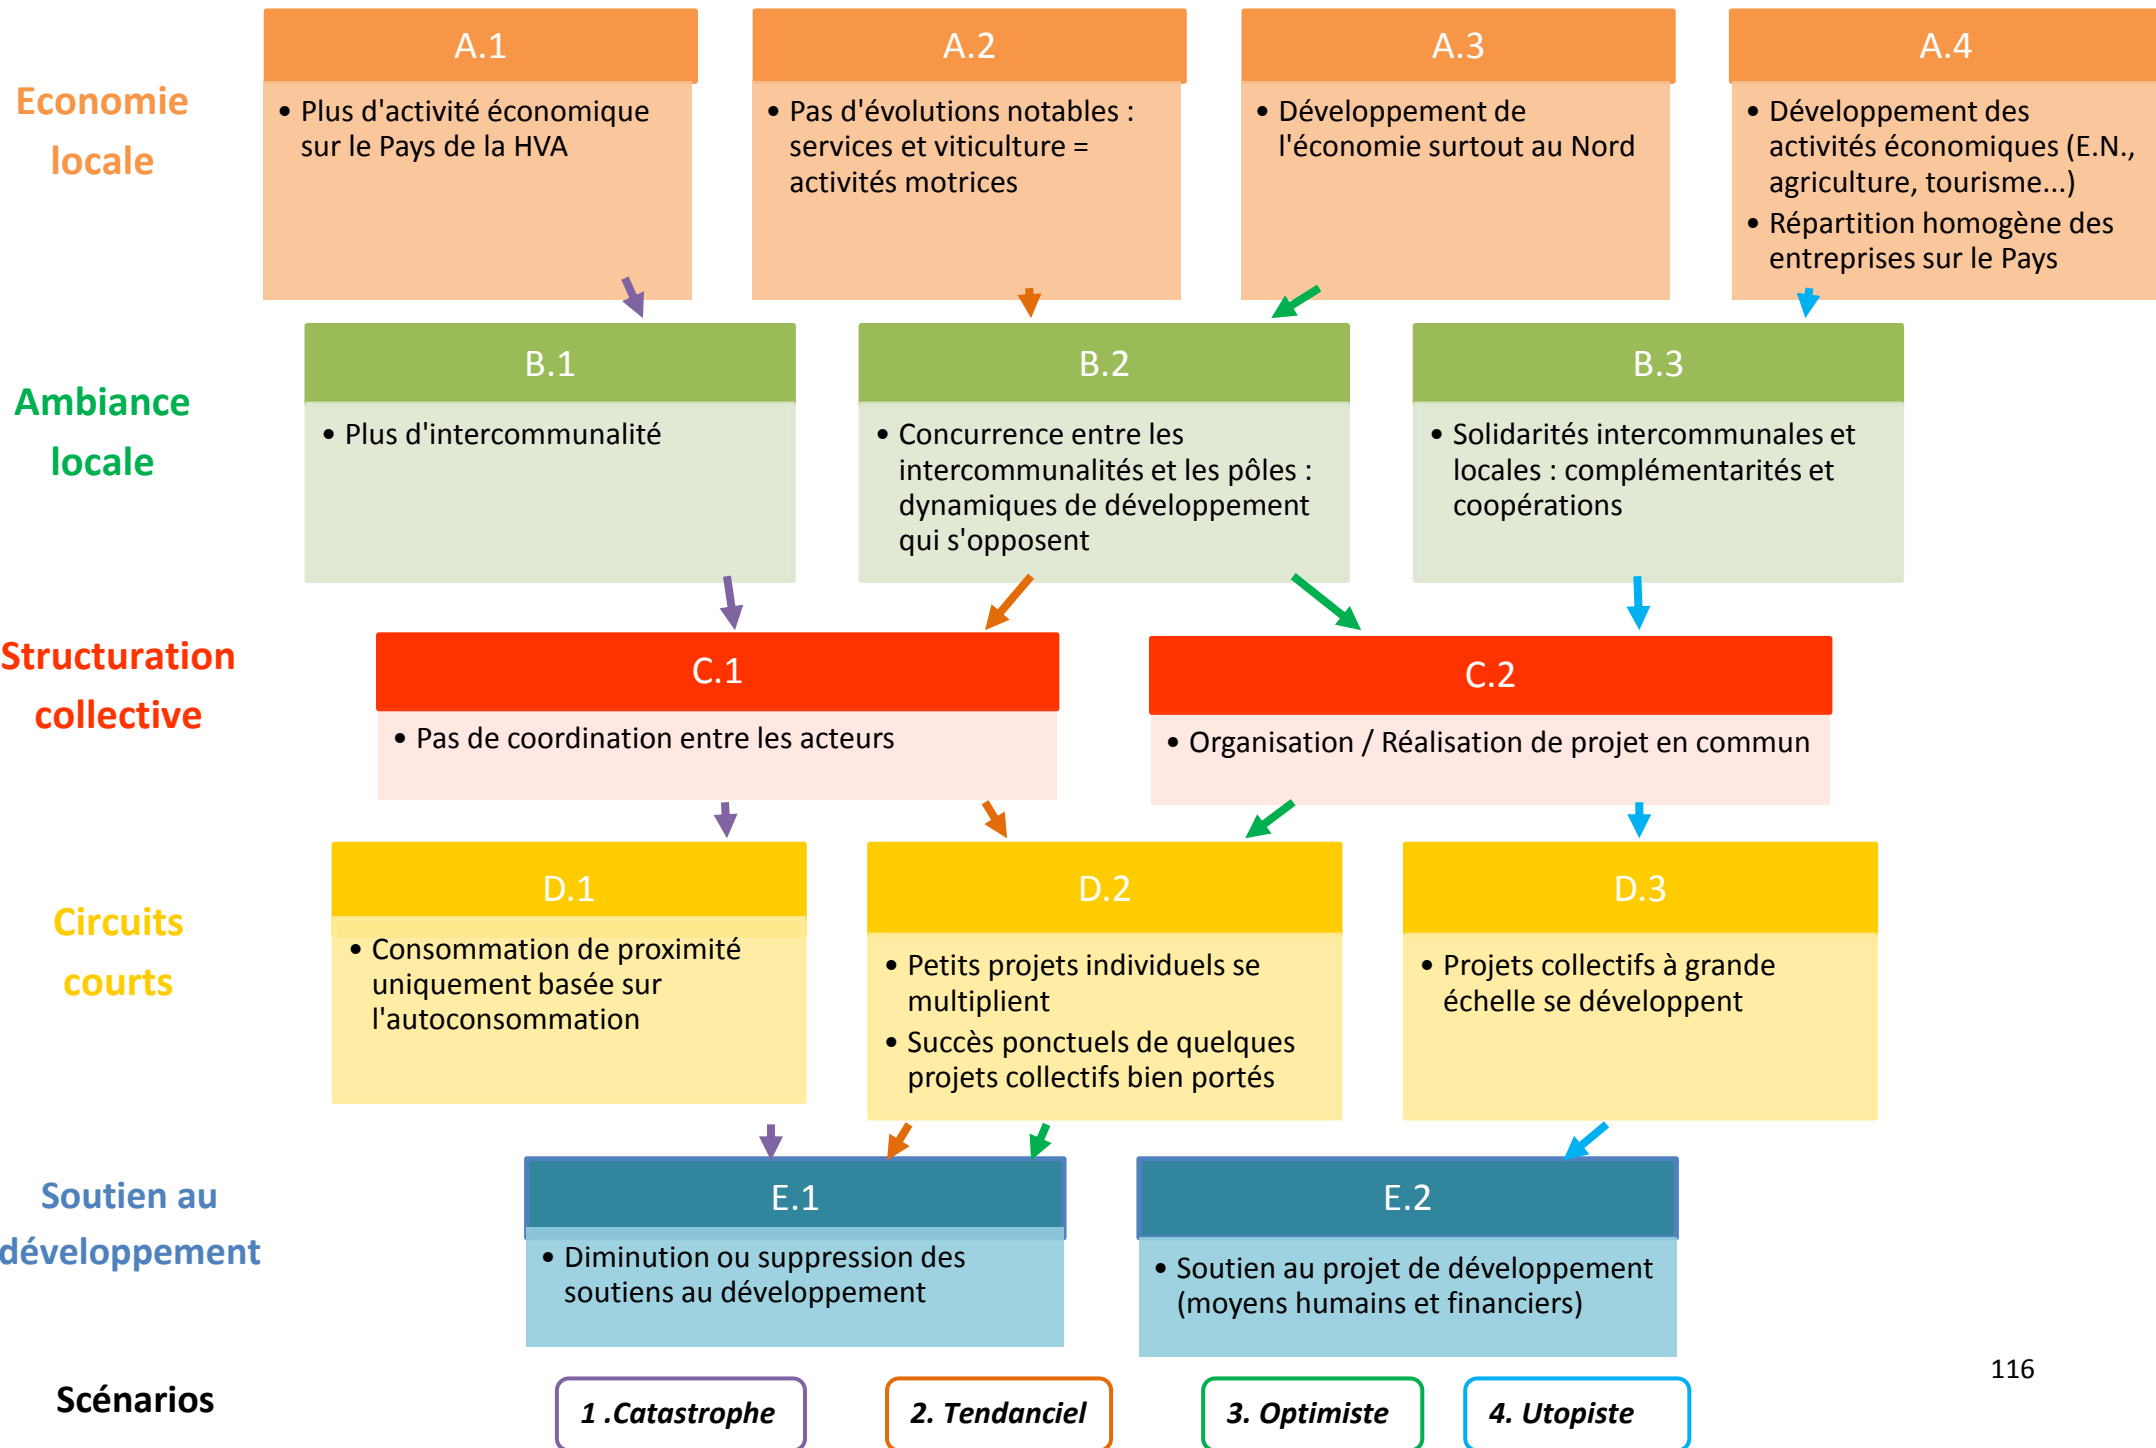 Economie
locale
A.1
• Plus d'activité économique
sur le Pays de la HVA
A.2
• Pas d'évolutions notables :
services et viticulture =
activités motrices
A.3
• Développement de
l'économie surtout au Nord
A.4
• Développement des
activités économiques (E.N.,
agriculture, tourisme...)
• Répartition homogène des
entreprises sur le Pays
Ambiance
locale
B.1
• Plus d'intercommunalité
B.2
• Concurrence entre les
intercommunalités et les pôles :
dynamiques de développement
qui s'opposent
B.3
• Solidarités intercommunales et
locales : complémentarités et
coopérations
Structuration
collective
C.1
• Pas de coordination entre les acteurs
C.2
• Organisation / Réalisation de projet en commun
Circuits
courts
D.1
• Consommation de proximité
uniquement basée sur
l'autoconsommation
D.2
• Petits projets individuels se
multiplient
• Succès ponctuels de quelques
projets collectifs bien portés
D.3
• Projets collectifs à grande
échelle se développent
Soutien au
développement
E.1
• Diminution ou suppression des
soutiens au développement
E.2
• Soutien au projet de développement
(moyens humains et financiers)
116
Scénarios
1 .Catastrophe
2. Tendanciel
3. Optimiste
4. Utopiste